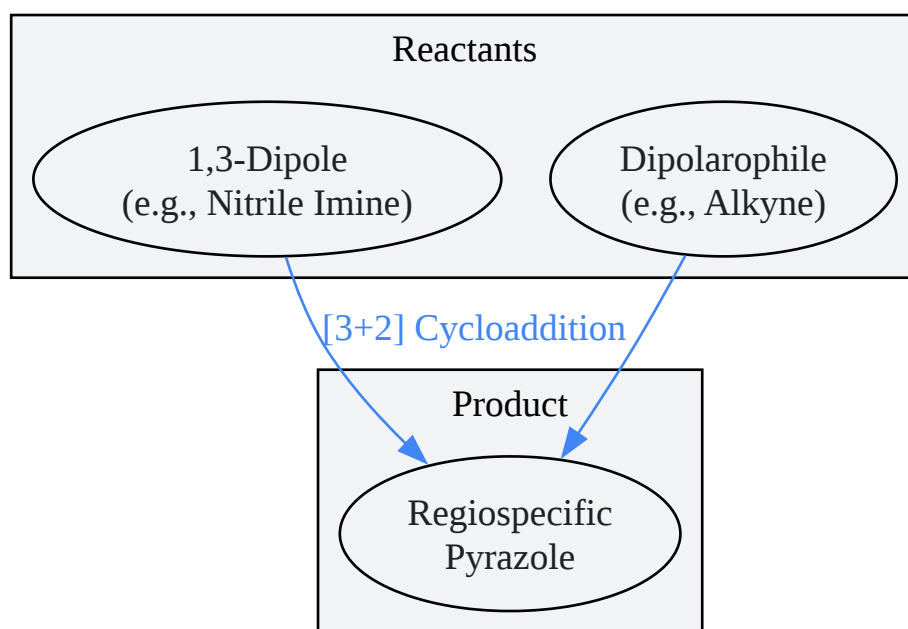 Reactants
1,3-Dipole
(e.g., Nitrile Imine)
Dipolarophile
(e.g., Alkyne)
[3+2] Cycloaddition
Product
Regiospecific
Pyrazole